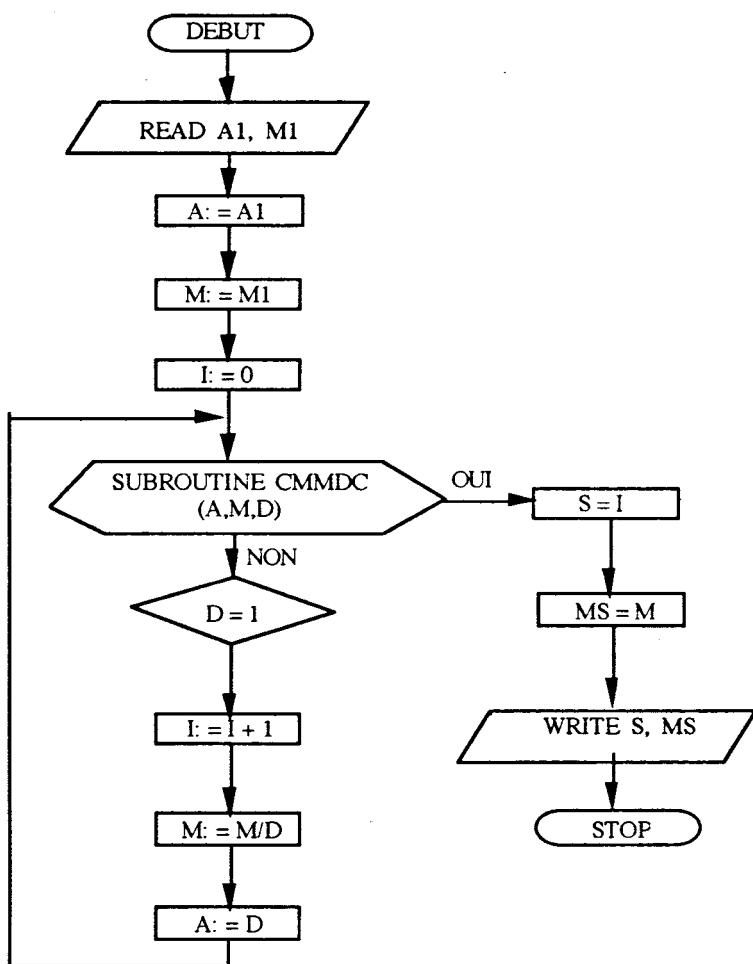 DEBUT
READ A1, M1
A: = A1
M: = M1
I: = 0
SUBROUTINE CMMDC
(A,M,D)
OUI
S = I
NON
D = 1
MS = M
I: = I + 1
WRITE S, MS
M: = M/D
STOP
A: = D